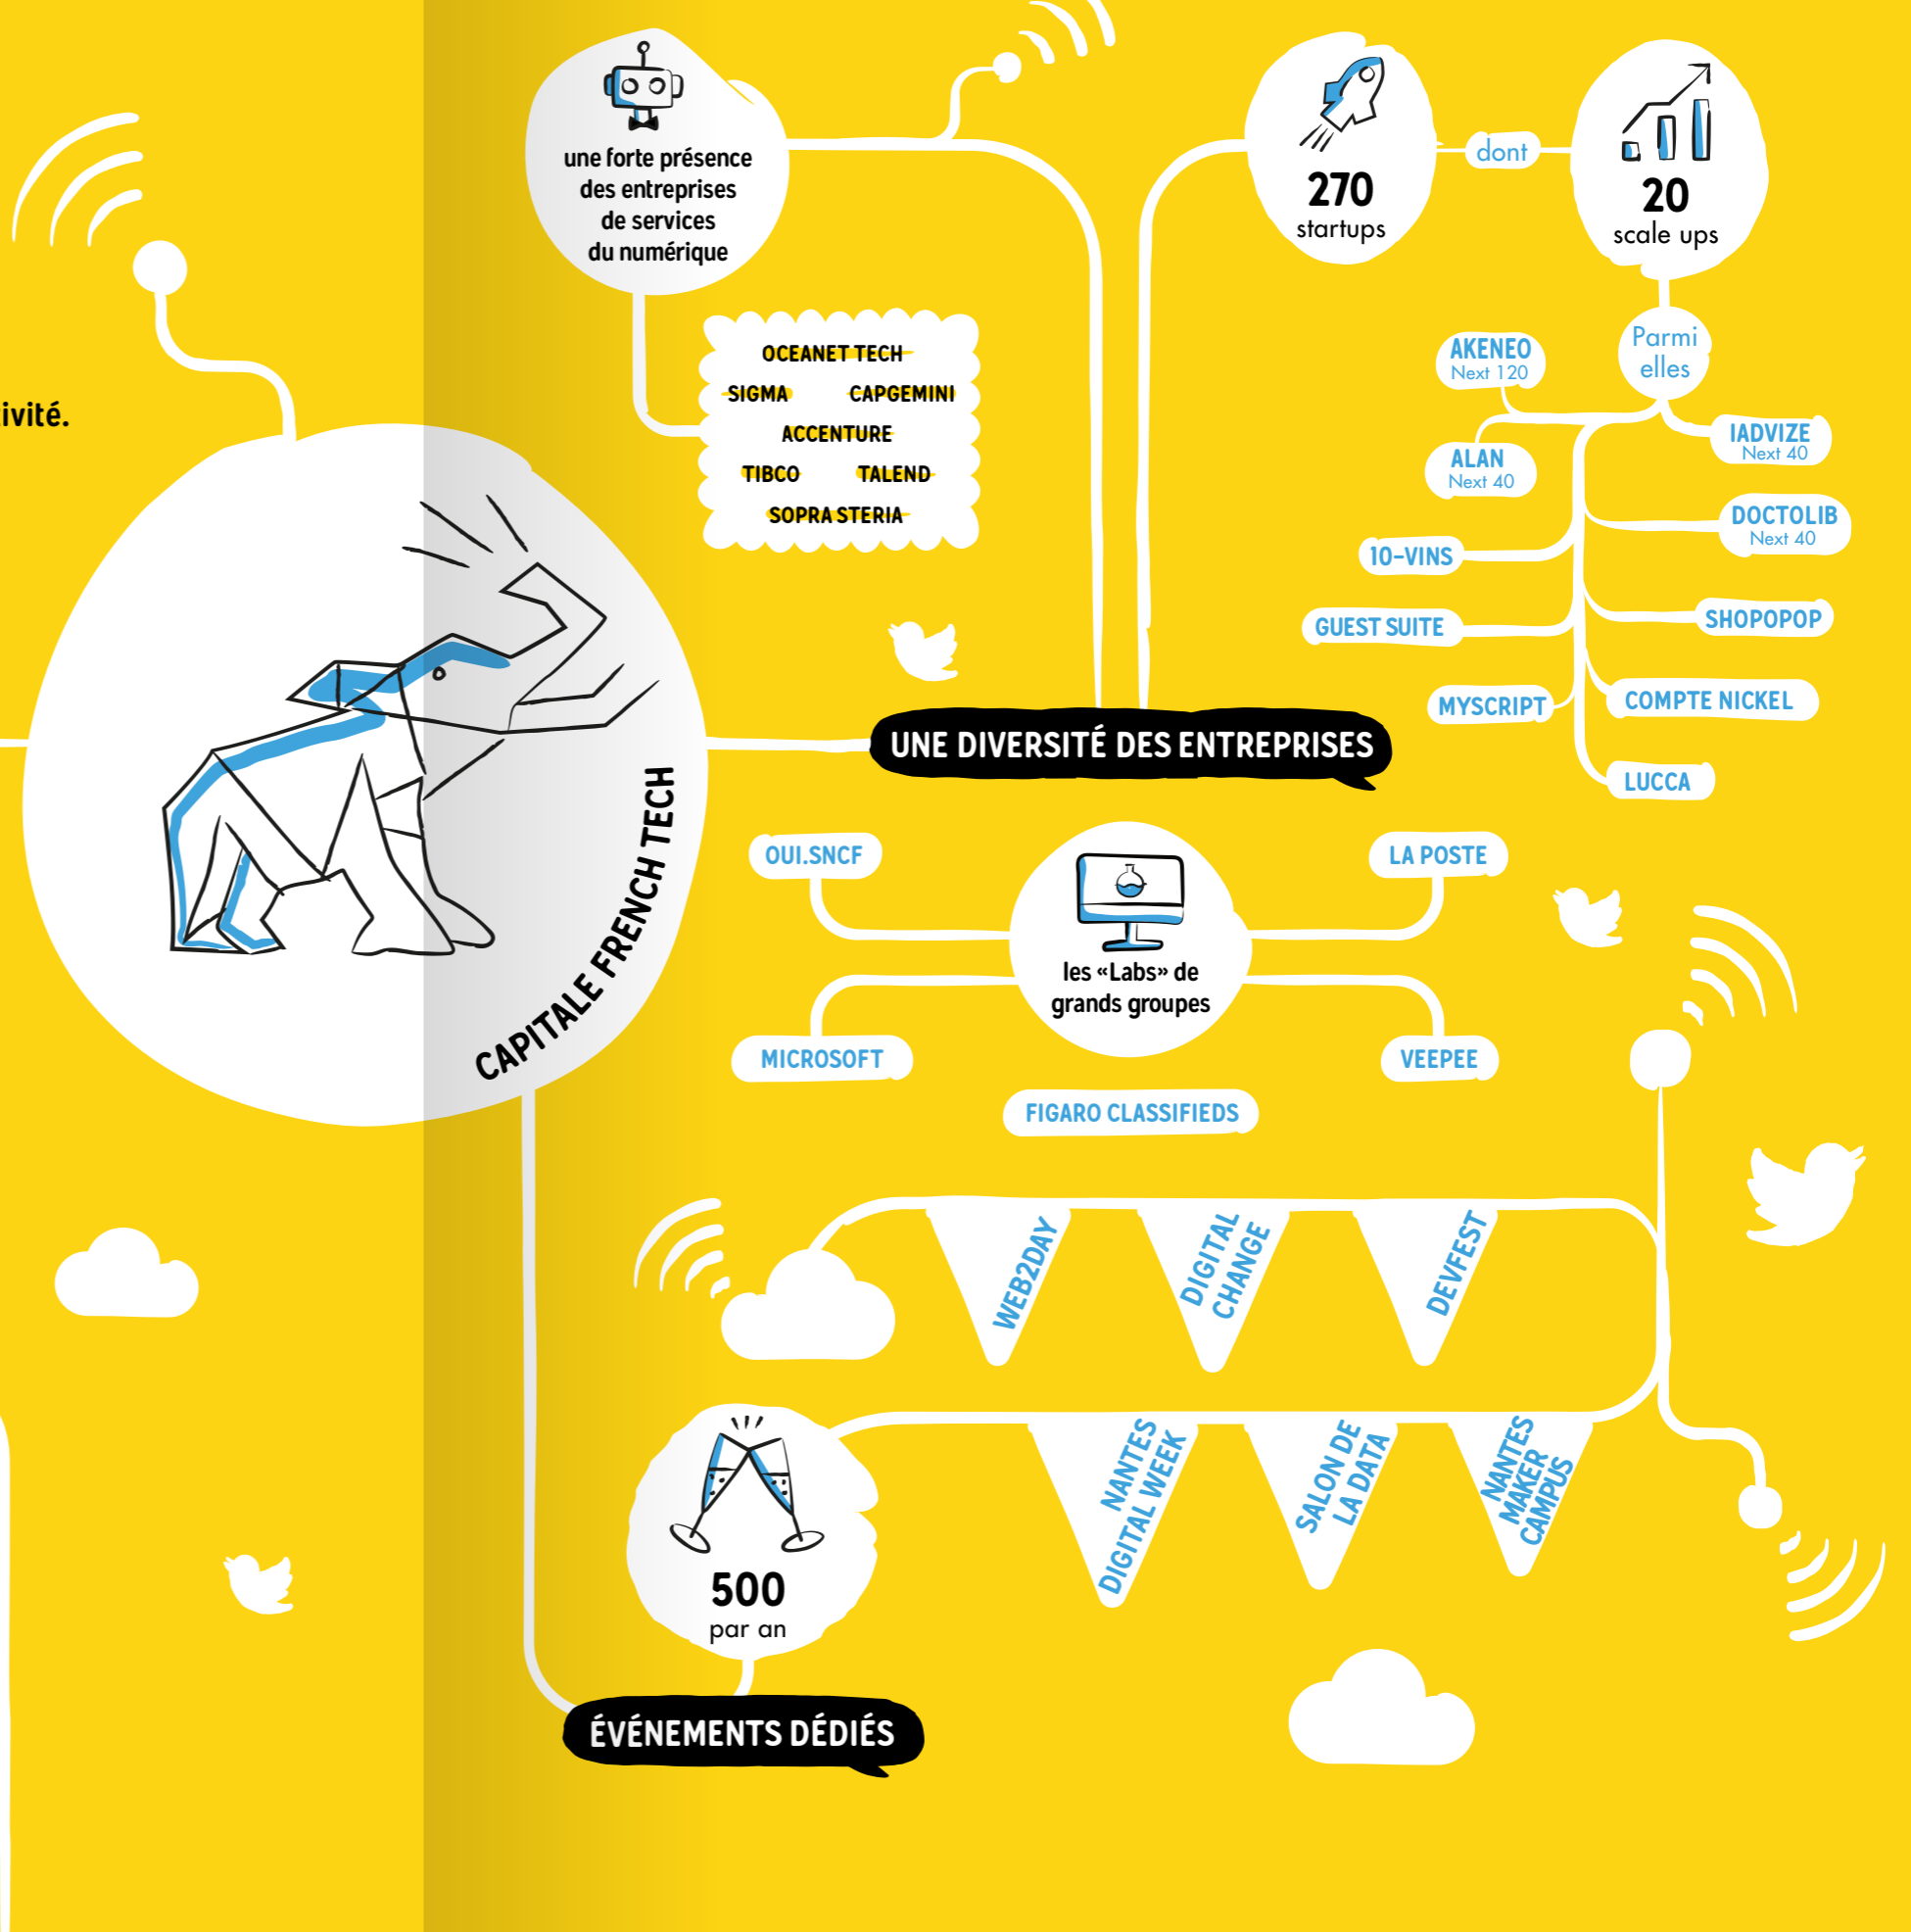 une forte présence
des entreprises
de services
du numérique
270
startups
dont
20
scale ups
OCEANET TECH
SIGMA CAPGEMINI
ACCENTURE
TIBCO TALEND
SOPRA STERIA
Parmi
elles
AKENEO
Next 120
IADVIZE
Next 40
ALAN
Next 40
DOCTOLIB
Next 40
10-VINS
SHOPOPOP
GUEST SUITE
COMPTE NICKEL
MYSCRIPT
LUCCA
ivité.
CAPITALE FRENCH TECH
UNE DIVERSITÉ DES ENTREPRISES
OUI.SNCF
LA POSTE
les «Labs» de
grands groupes
MICROSOFT
VEEPEE
FIGARO CLASSIFIEDS
WEB2DAY
DIGITAL
CHANGE
DEVFEST
NANTES
DIGITAL WEEK
SALON DE
LA DATA
NANTES
MAKER
CAMPUS
500
par an
ÉVÉNEMENTS DÉDIÉS